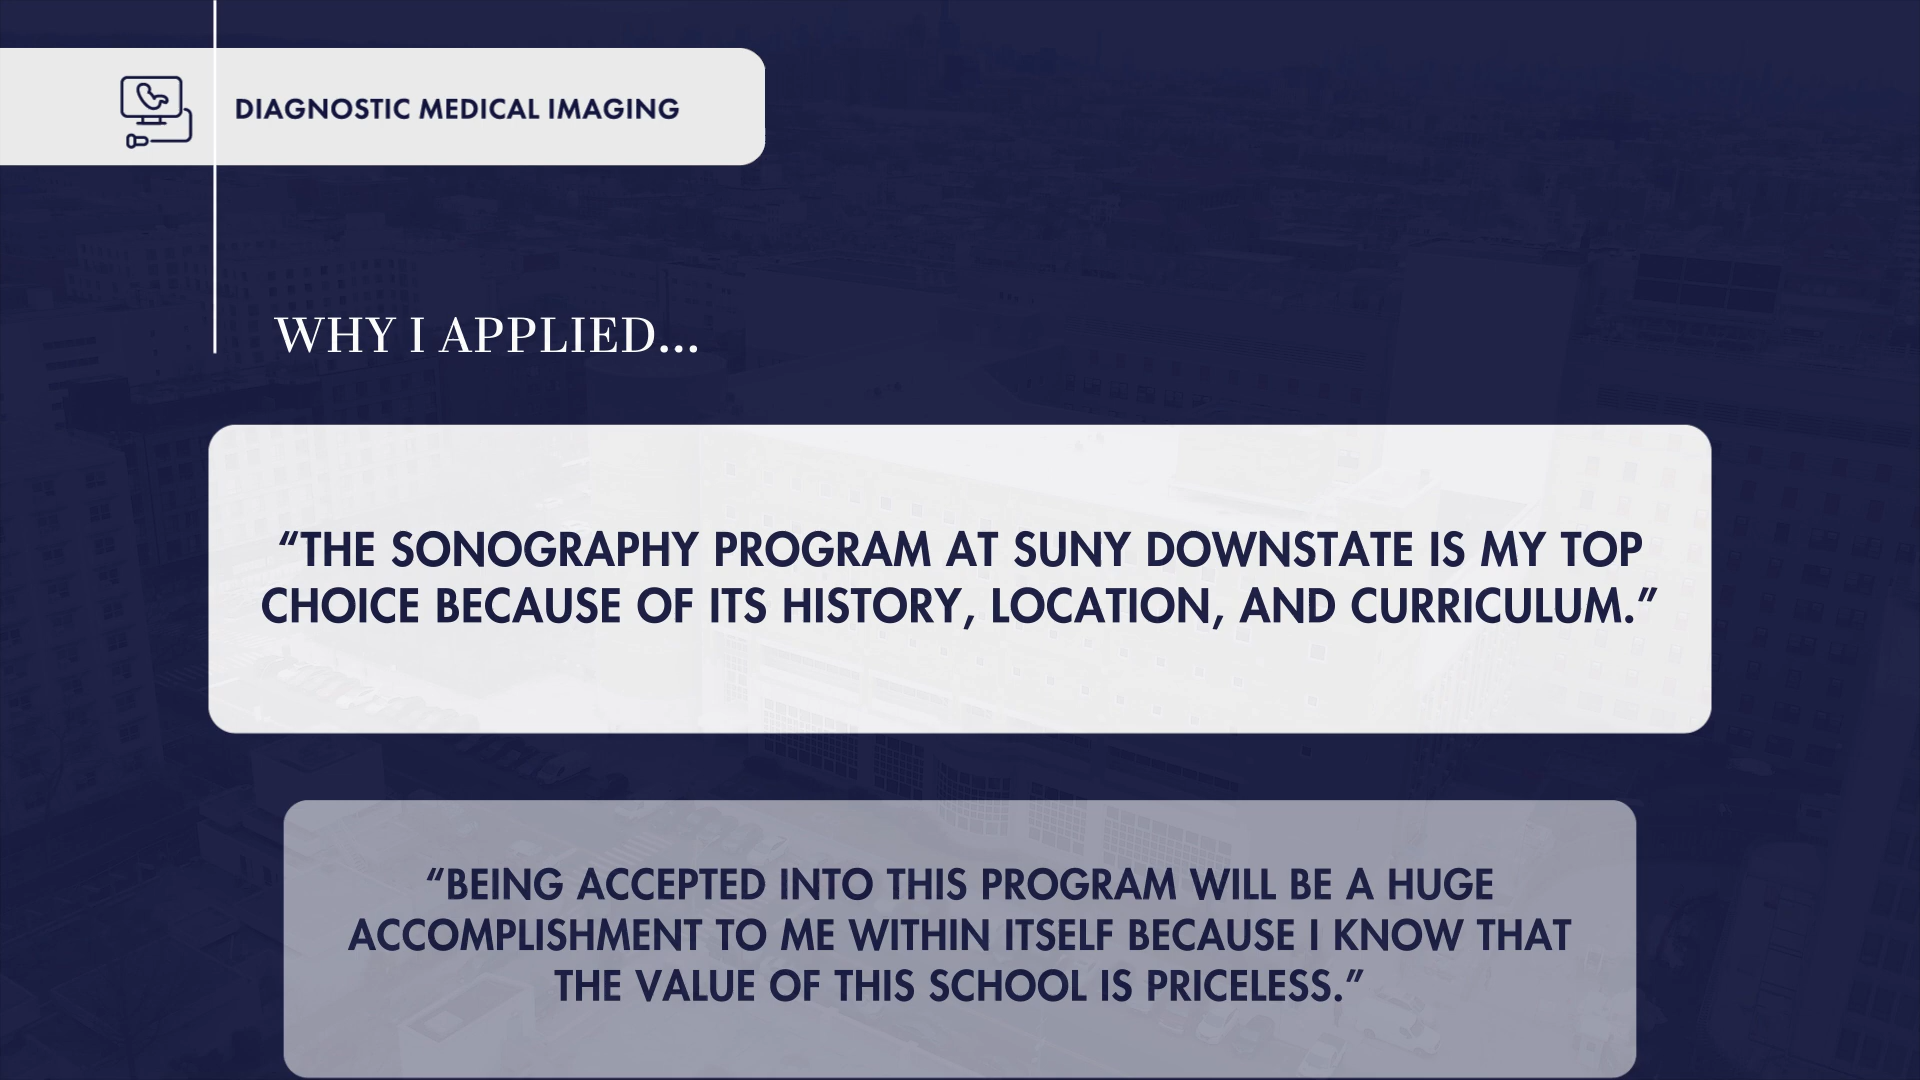 DIAGNOSTIC MEDICAL IMAGING
WHY I APPLIED...
“THE SONOGRAPHY PROGRAM AT SUNY DOWNSTATE IS MY TOP
CHOICE BECAUSE OF ITS HISTORY, LOCATION, AND CURRICULUM.”
“BEING ACCEPTED INTO THIS PROGRAM WILL BE A HUGE
ACCOMPLISHMENT TO ME WITHIN ITSELF BECAUSE I KNOW THAT
THE VALUE OF THIS SCHOOL IS PRICELESS.”